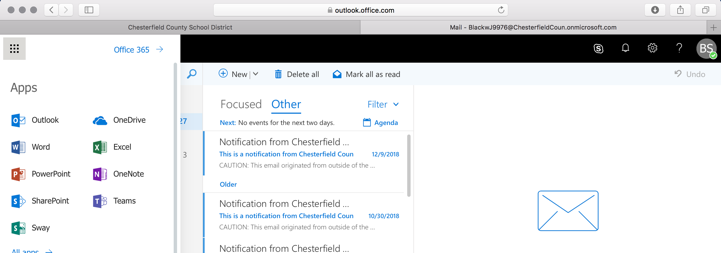 outlook.office.com
Chesterfield County School District
Mail - BlackwJ9976@ChesterfieldCoun.onmicrosoft.com
Office 365 →
BS
Apps
Outlook
OneDrive
Word
Excel
PowerPoint
OneNote
SharePoint
Teams
Sway
All apps →
27
3
New
Delete all
Mark all as read
Undo
Focused Other Filter
Next: No events for the next two days. Agenda
Notification from Chesterfield ...
This is a notification from Chesterfield Coun 12/9/2018
CAUTION: This email originated from outside of the ...
Older
Notification from Chesterfield ...
This is a notification from Chesterfield Coun 10/30/2018
CAUTION: This email originated from outside of the ...
Notification from Chesterfield ...